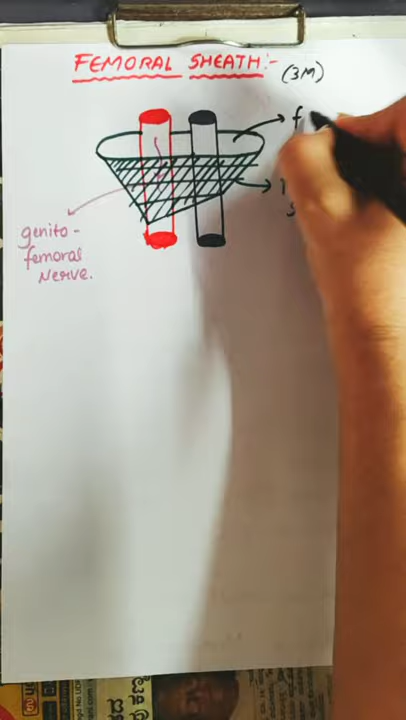 FEMORAL SHEATH:- (3M)
f
genito-
femoral
Nerve.